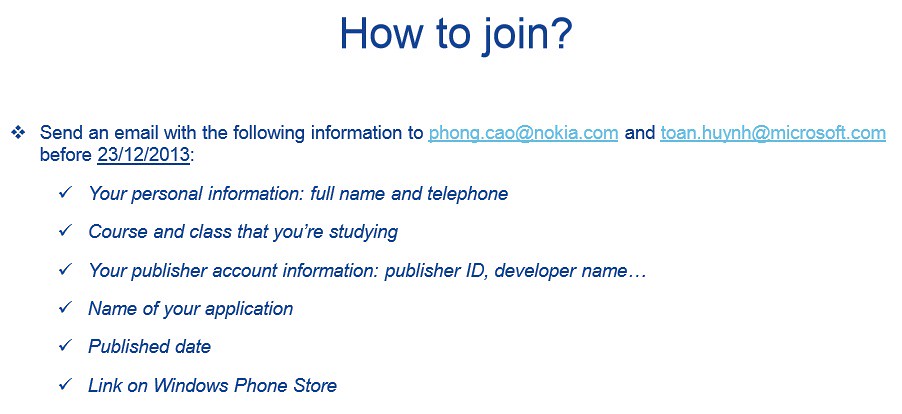 How to join?
❖ Send an email with the following information to phong.cao@nokia.com and toan.huynh@microsoft.com
before 23/12/2013:
✓ Your personal information: full name and telephone
✓ Course and class that you’re studying
✓ Your publisher account information: publisher ID, developer name…
✓ Name of your application
✓ Published date
✓ Link on Windows Phone Store